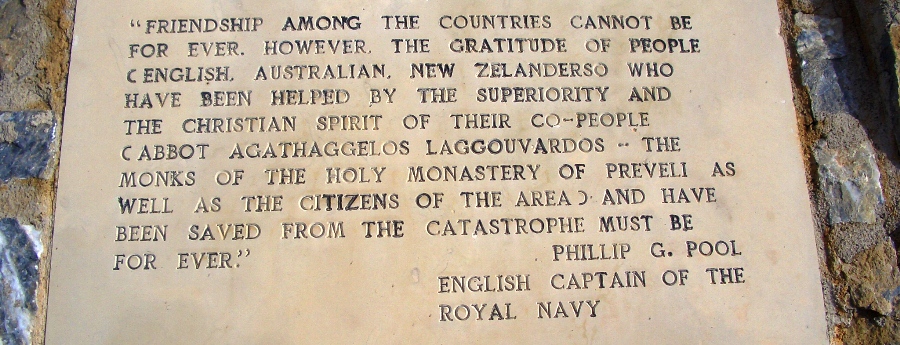 “FRIENDSHIP AMONG THE COUNTRIES CANNOT BE
FOR EVER. HOWEVER, THE GRATITUDE OF PEOPLE
(ENGLISH, AUSTRALIAN, NEW ZELANDERSO WHO
HAVE BEEN HELPED BY THE SUPERIORITY AND
THE CHRISTIAN SPIRIT OF THEIR CO-PEOPLE
(ABBOT AGATHAGGELOS LAGGOUVARDOS -- THE
MONKS OF THE HOLY MONASTERY OF PREVELI AS
WELL AS THE CITIZENS OF THE AREA) AND HAVE
BEEN SAVED FROM THE CATASTROPHE MUST BE
FOR EVER.”
PHILLIP G. POOL
ENGLISH CAPTAIN OF THE
ROYAL NAVY